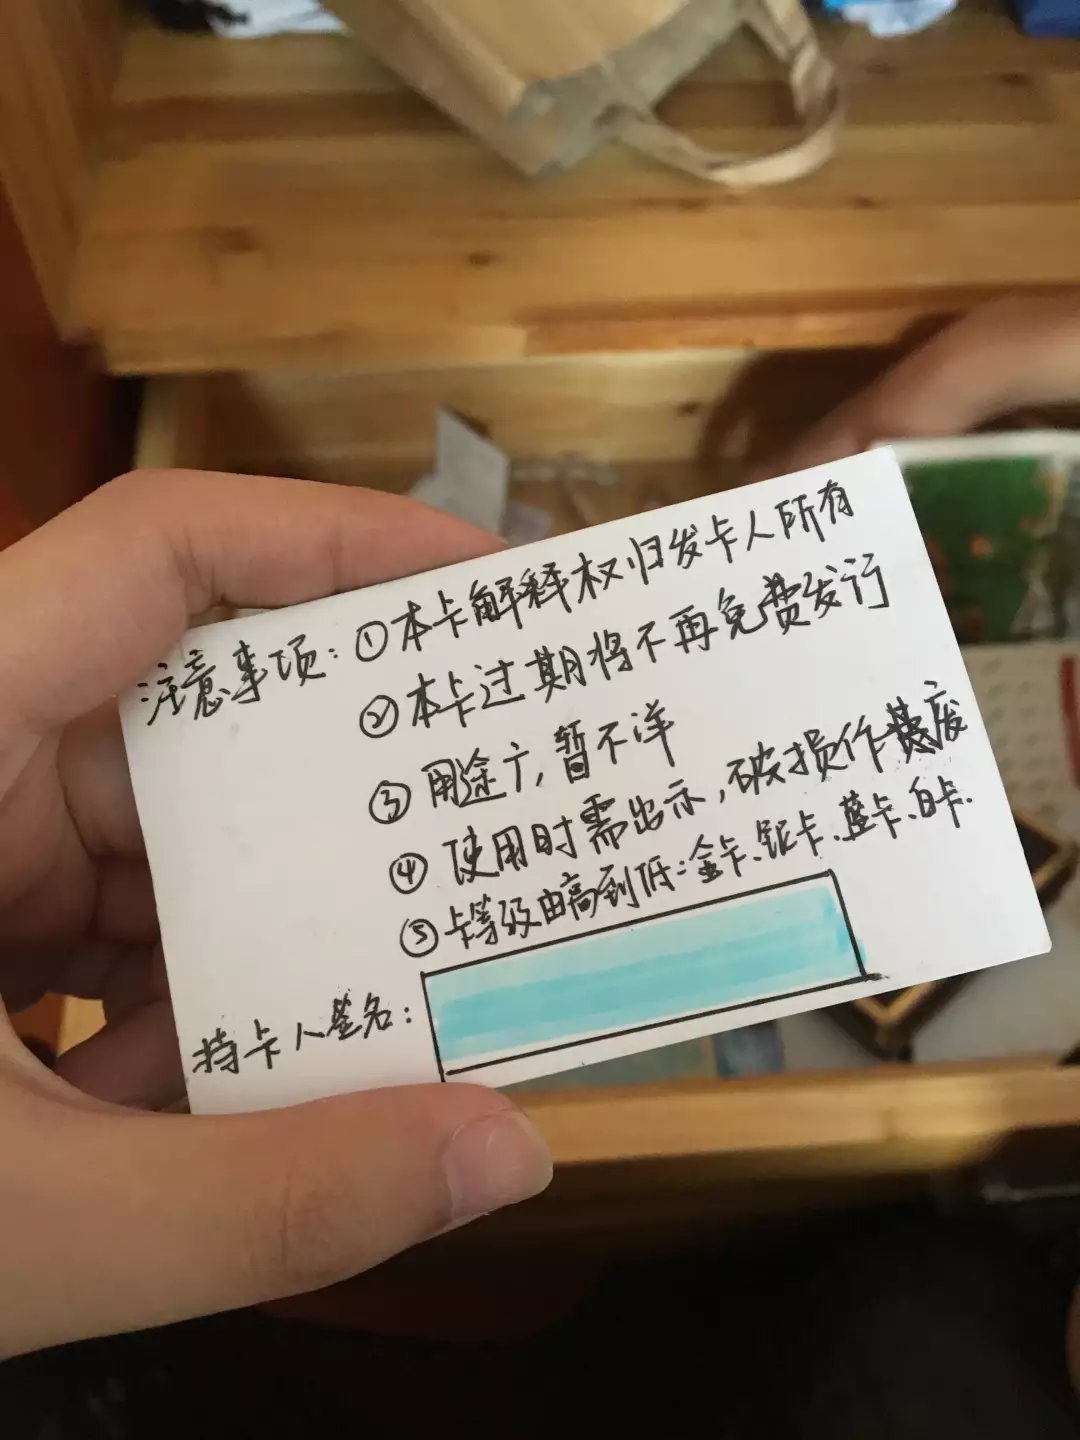 注意事项：①本卡解释权归发卡人所有
②本卡过期将不再免费发订
③用途广，暂不详
④使用时需出示，破损作废
⑤卡等级由高到低：金卡、银卡、蓝卡、白卡.
持卡人签名：